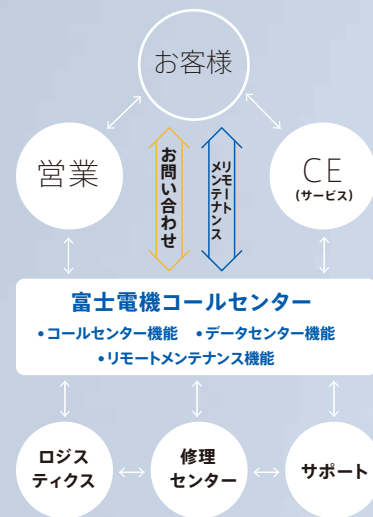 お客様
営業
お問い合わせ
リモート
メンテナンス
CE
(サービス)
富士電機コールセンター
•コールセンター機能 •データセンター機能
•リモートメンテナンス機能
ロジス
ティクス
修理
センター
サポート